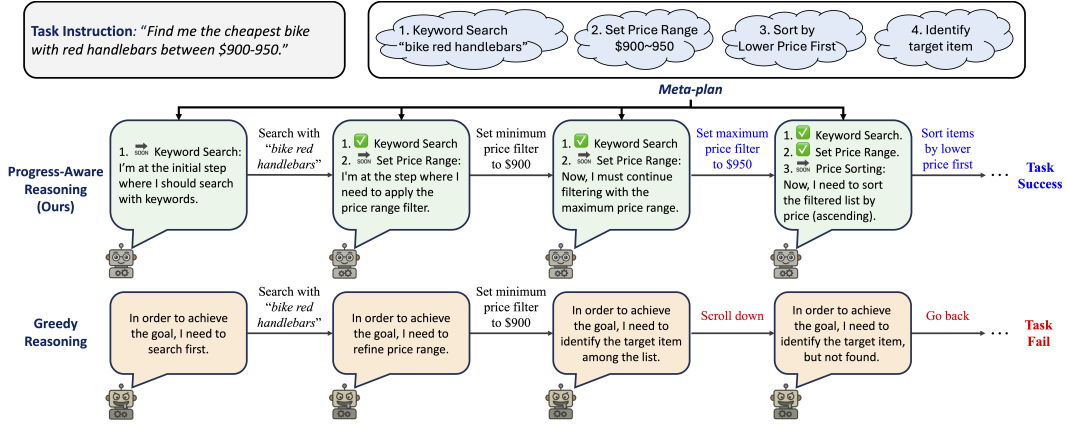 Task Instruction: “Find me the cheapest bike
with red handlebars between $900-950.”
1. Keyword Search
“bike red handlebars”
2. Set Price Range
$900~950
3. Sort by
Lower Price First
4. Identify
target item
Meta-plan
Progress-Aware
Reasoning
(Ours)
1. SOON Keyword Search:
I’m at the initial step
where I should search
with keywords.
Search with
“bike red
handlebars”
1. ✅ Keyword Search
2. SOON Set Price Range:
I’m at the step where I
need to apply the
price range filter.
Set minimum
price filter
to $900
1. ✅ Keyword Search
2. SOON Set Price Range:
Now, I must continue
filtering with the
maximum price range.
Set maximum
price filter
to $950
1. ✅ Keyword Search.
2. ✅ Set Price Range.
3. SOON Price Sorting:
Now, I need to sort
the filtered list by
price (ascending).
Sort items
by lower
price first
...
Task
Success
Greedy
Reasoning
In order to achieve
the goal, I need to
search first.
Search with
“bike red
handlebars”
In order to achieve
the goal, I need to
refine price range.
Set minimum
price filter
to $900
In order to achieve
the goal, I need to
identify the target item
among the list.
Scroll down
In order to achieve
the goal, I need to
identify the target item,
but not found.
Go back
...
Task
Fail